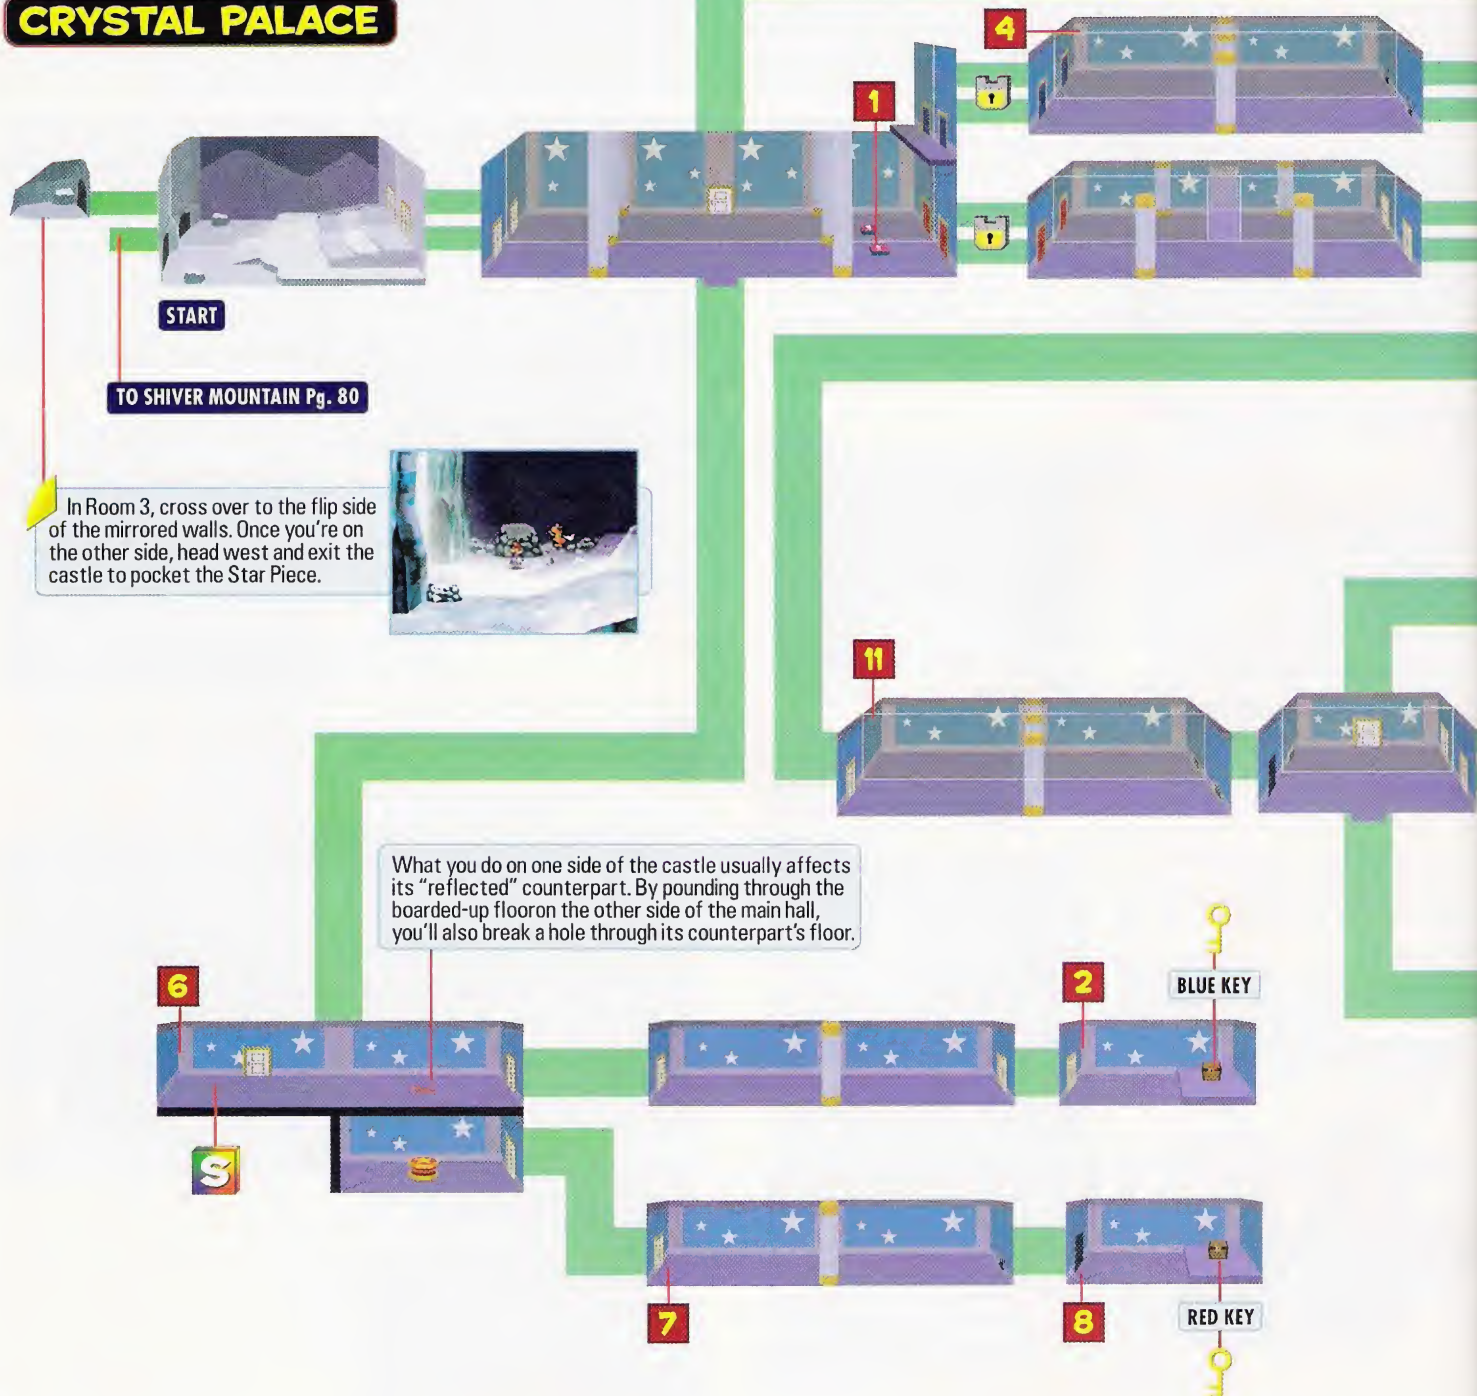 CRYSTAL PALACE
4
1
START
TO SHIVER MOUNTAIN Pg. 80
In Room 3, cross over to the flip side
of the mirrored walls. Once you're on
the other side, head west and exit the
castle to pocket the Star Piece.
11
What you do on one side of the castle usually affects
its "reflected" counterpart. By pounding through the
boarded-up flooron the other side of the main hall,
you'll also break a hole through its counterpart's floor.
6
2
BLUE KEY
S
7
8
RED KEY